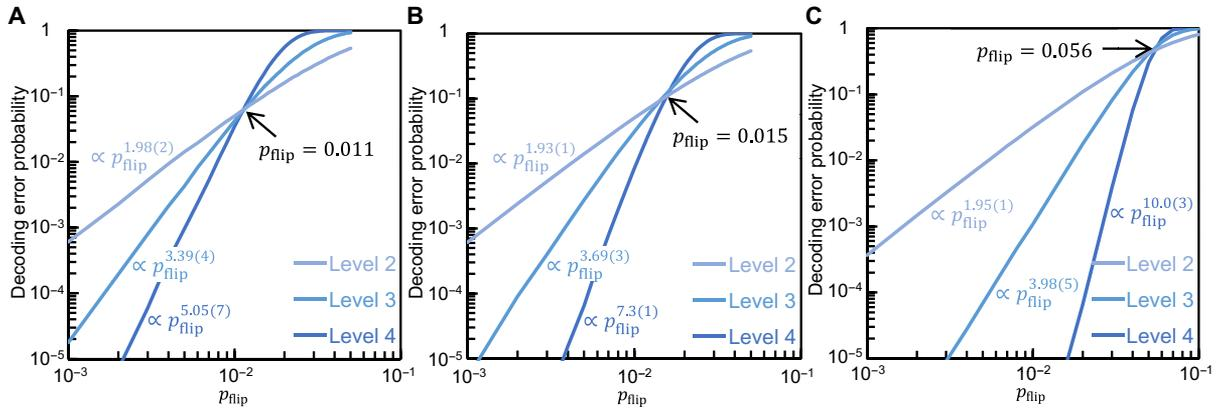 A
Decoding error probability
1
10⁻¹
10⁻²
10⁻³
10⁻⁴
10⁻⁵
∝ p_flip^1.98(2)
p_flip = 0.011
∝ p_flip^3.39(4)
∝ p_flip^5.05(7)
Level 2
Level 3
Level 4
10⁻³
10⁻²
10⁻¹
p_flip
B
Decoding error probability
1
10⁻¹
10⁻²
10⁻³
10⁻⁴
10⁻⁵
∝ p_flip^1.93(1)
p_flip = 0.015
∝ p_flip^3.69(3)
∝ p_flip^7.3(1)
Level 2
Level 3
Level 4
10⁻³
10⁻²
10⁻¹
p_flip
C
Decoding error probability
1
10⁻¹
10⁻²
10⁻³
10⁻⁴
10⁻⁵
p_flip = 0.056
∝ p_flip^1.95(1)
∝ p_flip^10.0(3)
∝ p_flip^3.98(5)
Level 2
Level 3
Level 4
10⁻³
10⁻²
10⁻¹
p_flip